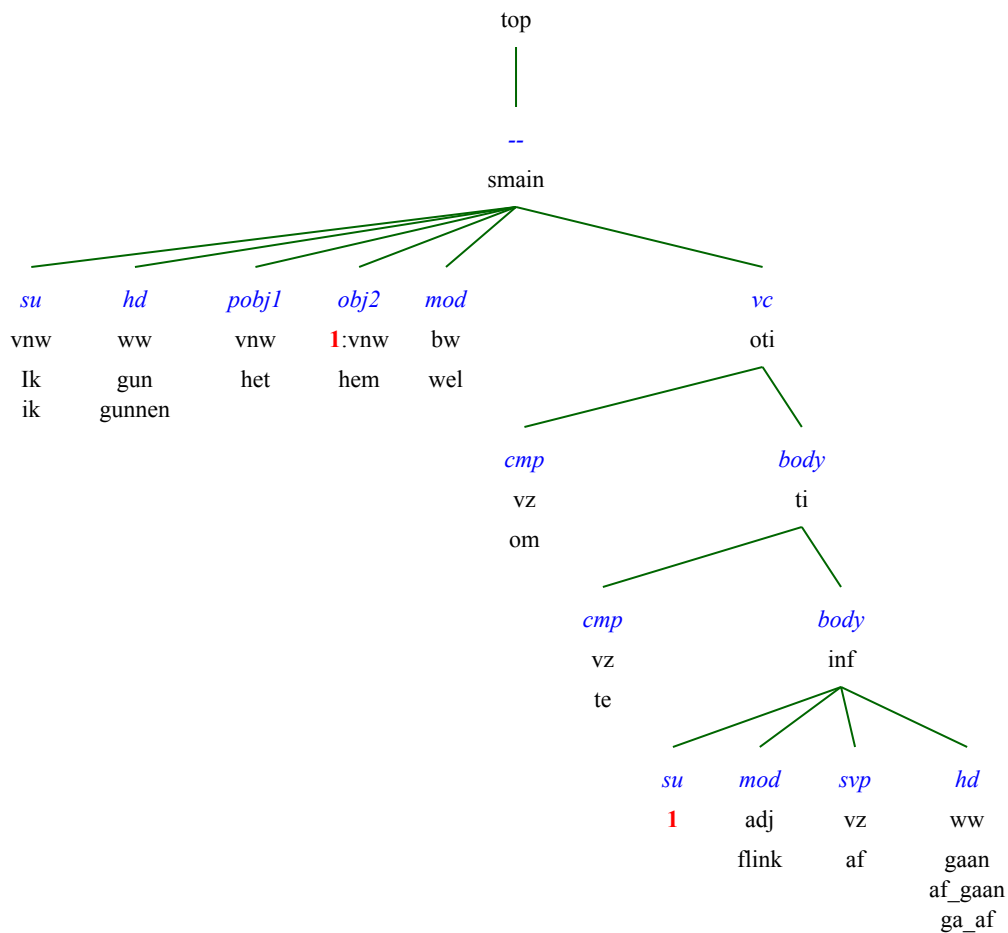 top
--
smain
su hd pobj1 obj2 mod vc
vnw ww vnw 1:vnw bw oti
Ik gun het hem wel
ik gunnen
cmp body
vz ti
om
cmp body
vz inf
te
su mod svp hd
1 adj vz ww
flink af gaan
af_gaan
ga_af